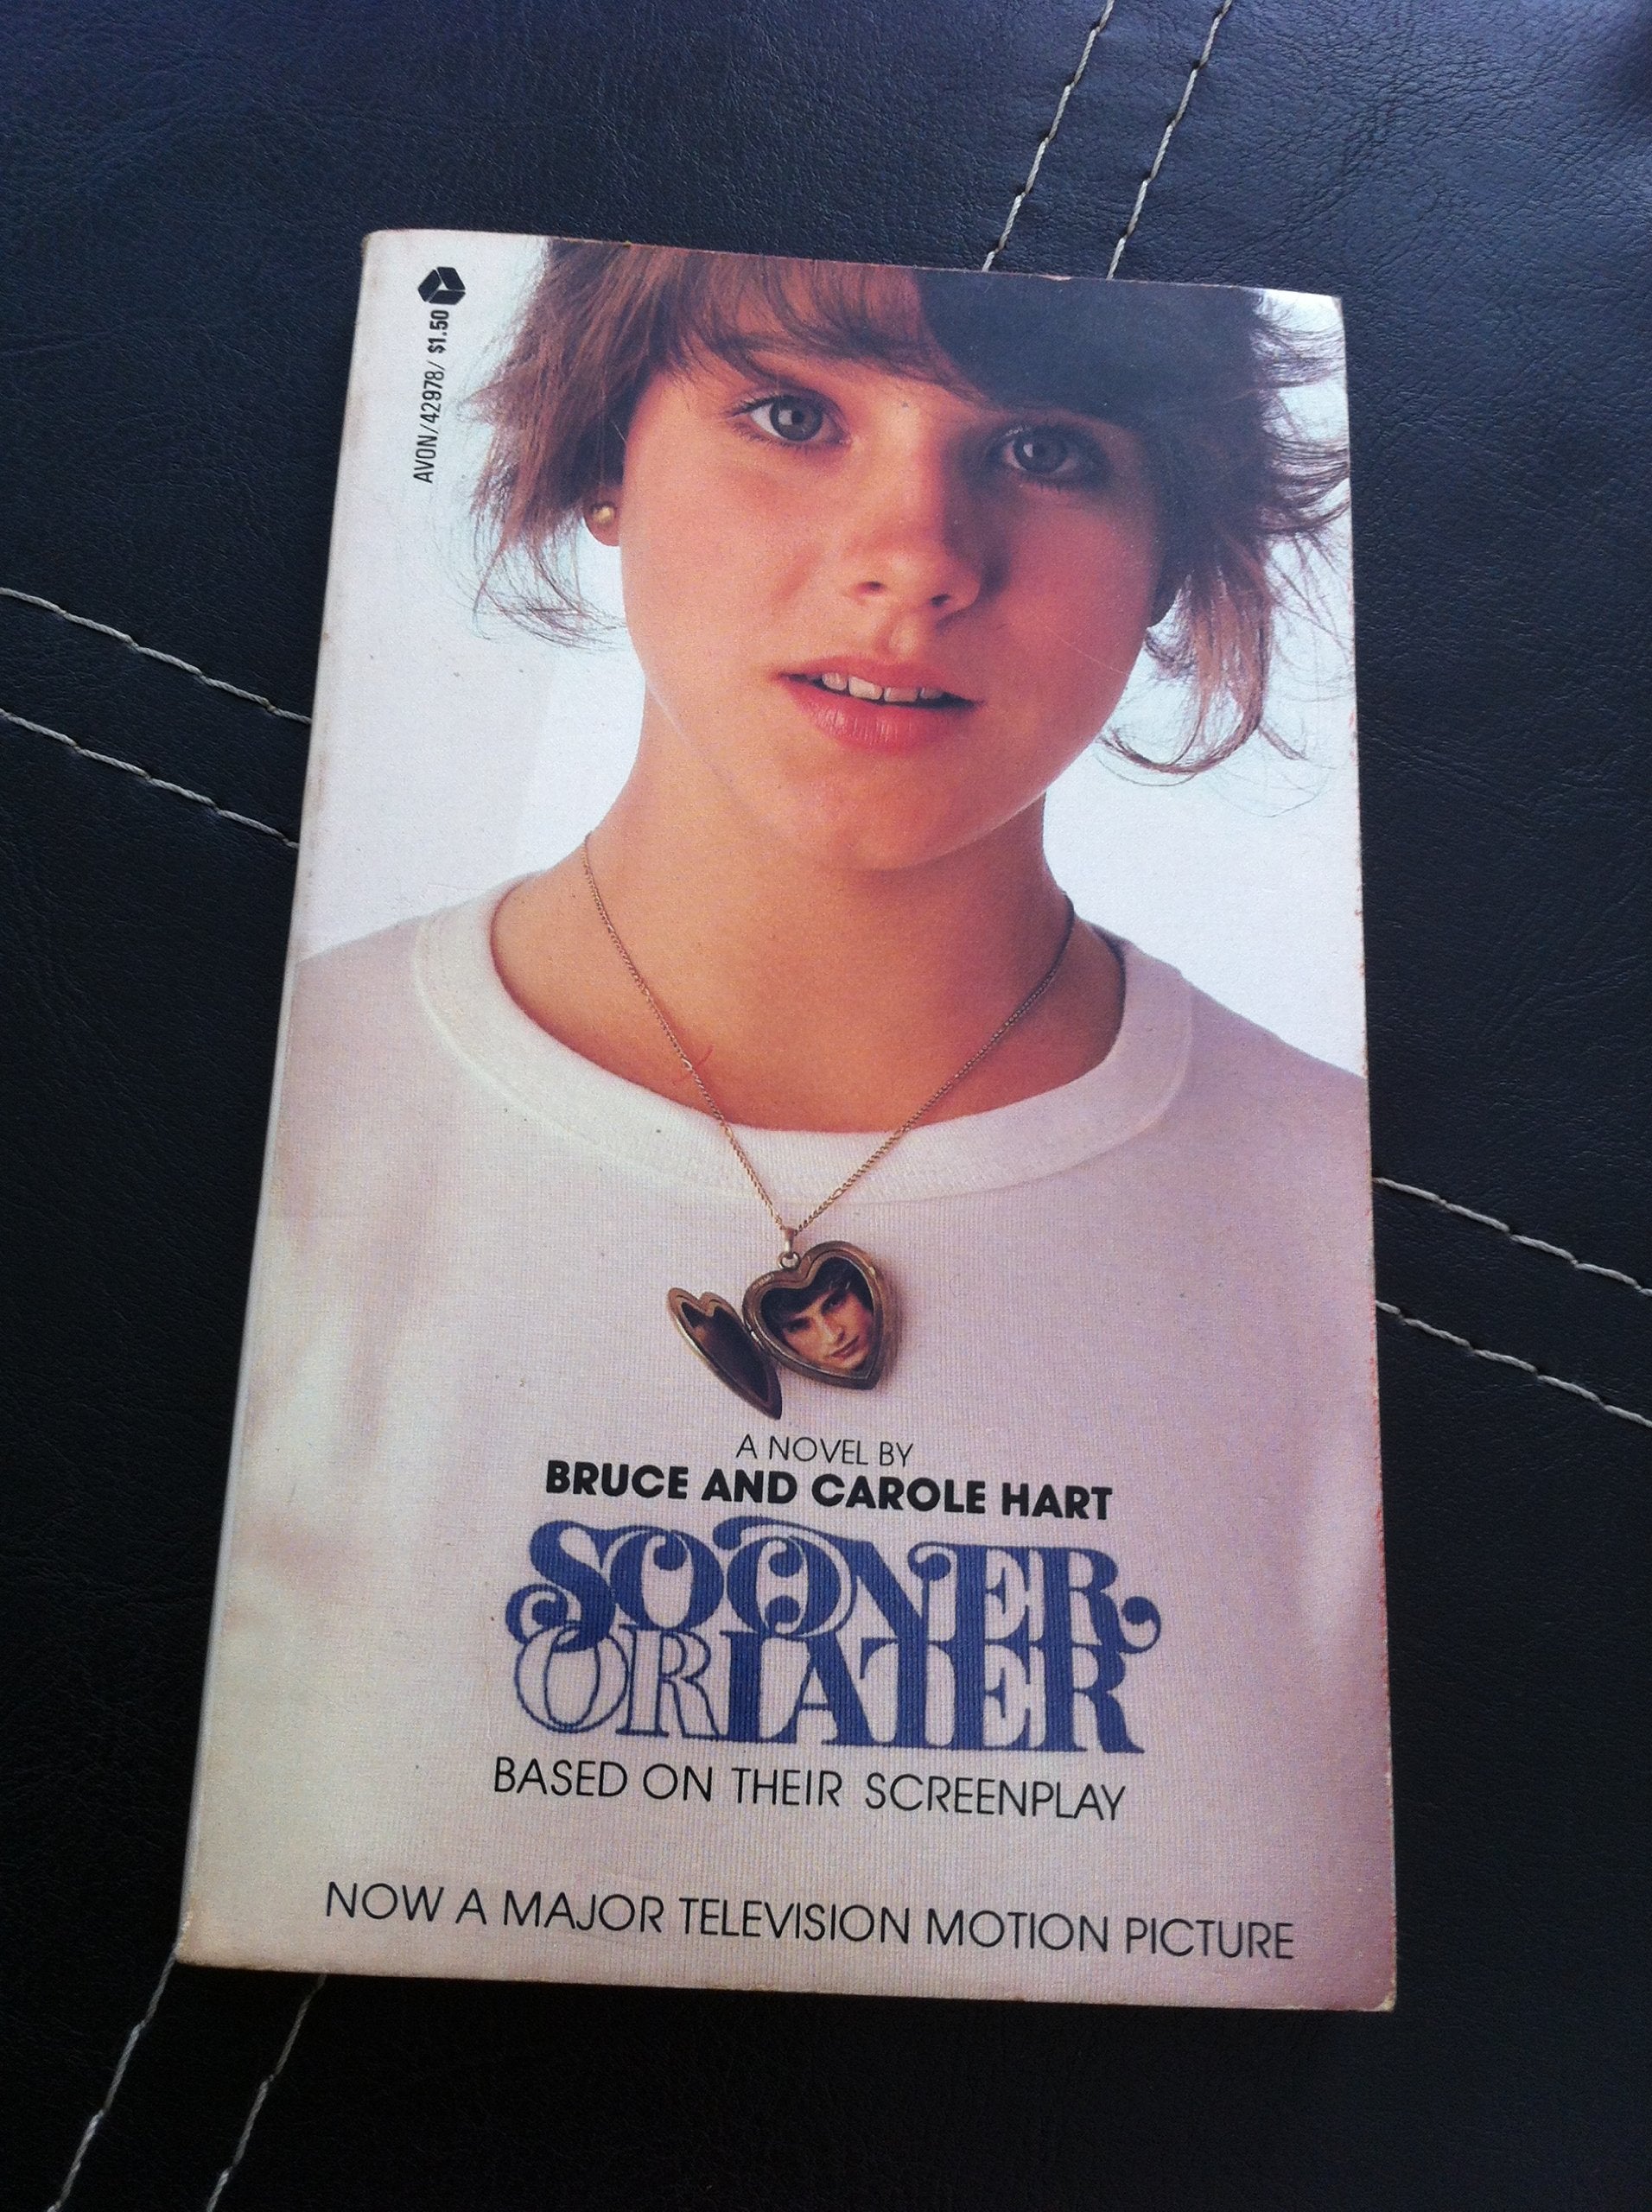 AVON/42978/ $1.50
A NOVEL BY
BRUCE AND CAROLE HART
SOONER
OR LATER
BASED ON THEIR SCREENPLAY
NOW A MAJOR TELEVISION MOTION PICTURE